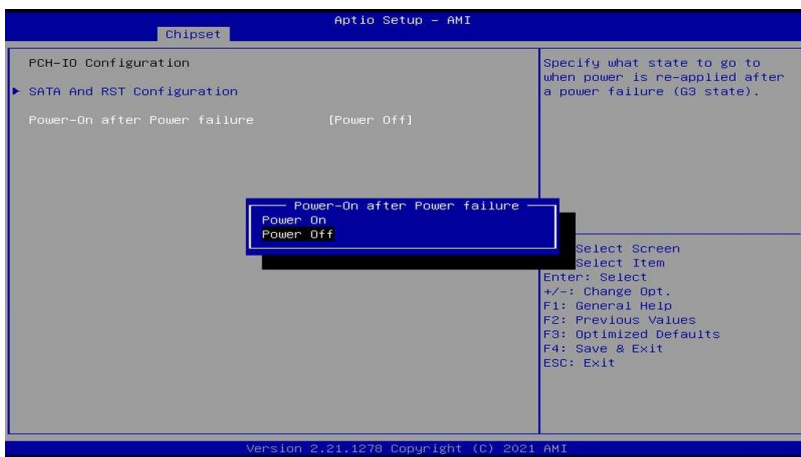 Aptio Setup - AMI
Chipset
PCH-IO Configuration
SATA And RST Configuration
Power-On after Power failure [Power Off]
Specify what state to go to
when power is re-applied after
a power failure (G3 state).
Power-On after Power failure
Power On
Power Off
Select Screen
Select Item
Enter: Select
+/-: Change Opt.
F1: General Help
F2: Previous Values
F3: Optimized Defaults
F4: Save & Exit
ESC: Exit
Version 2.21.1278 Copyright (C) 2021 AMI